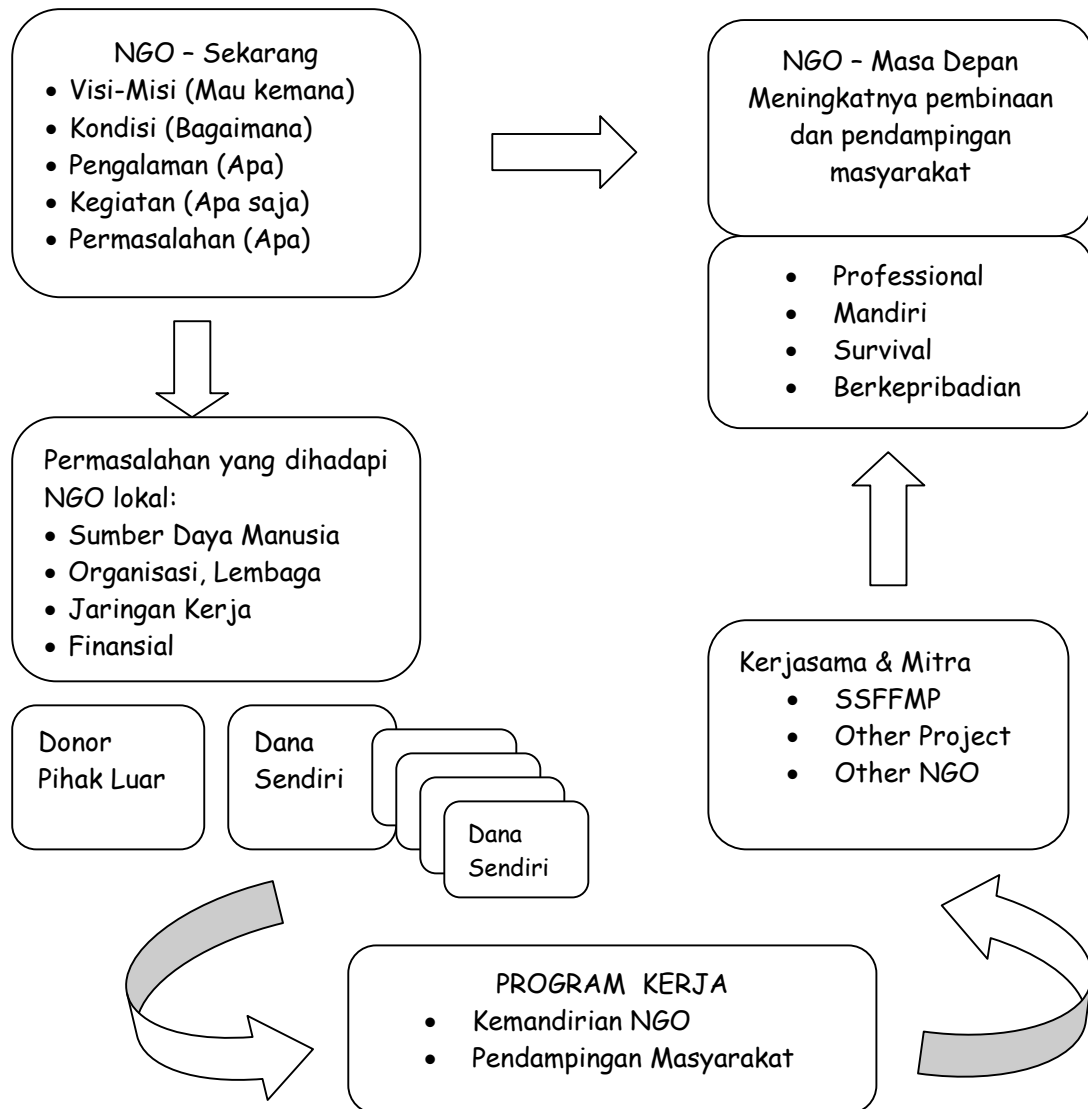 NGO – Sekarang
• Visi-Misi (Mau kemana)
• Kondisi (Bagaimana)
• Pengalaman (Apa)
• Kegiatan (Apa saja)
• Permasalahan (Apa)
NGO – Masa Depan
Meningkatnya pembinaan
dan pendampingan
masyarakat
• Professional
• Mandiri
• Survival
• Berkepribadian
Permasalahan yang dihadapi
NGO lokal:
• Sumber Daya Manusia
• Organisasi, Lembaga
• Jaringan Kerja
• Finansial
Kerjasama & Mitra
• SSFFMP
• Other Project
• Other NGO
Donor
Pihak Luar
Dana
Sendiri
Dana
Sendiri
PROGRAM KERJA
• Kemandirian NGO
• Pendampingan Masyarakat